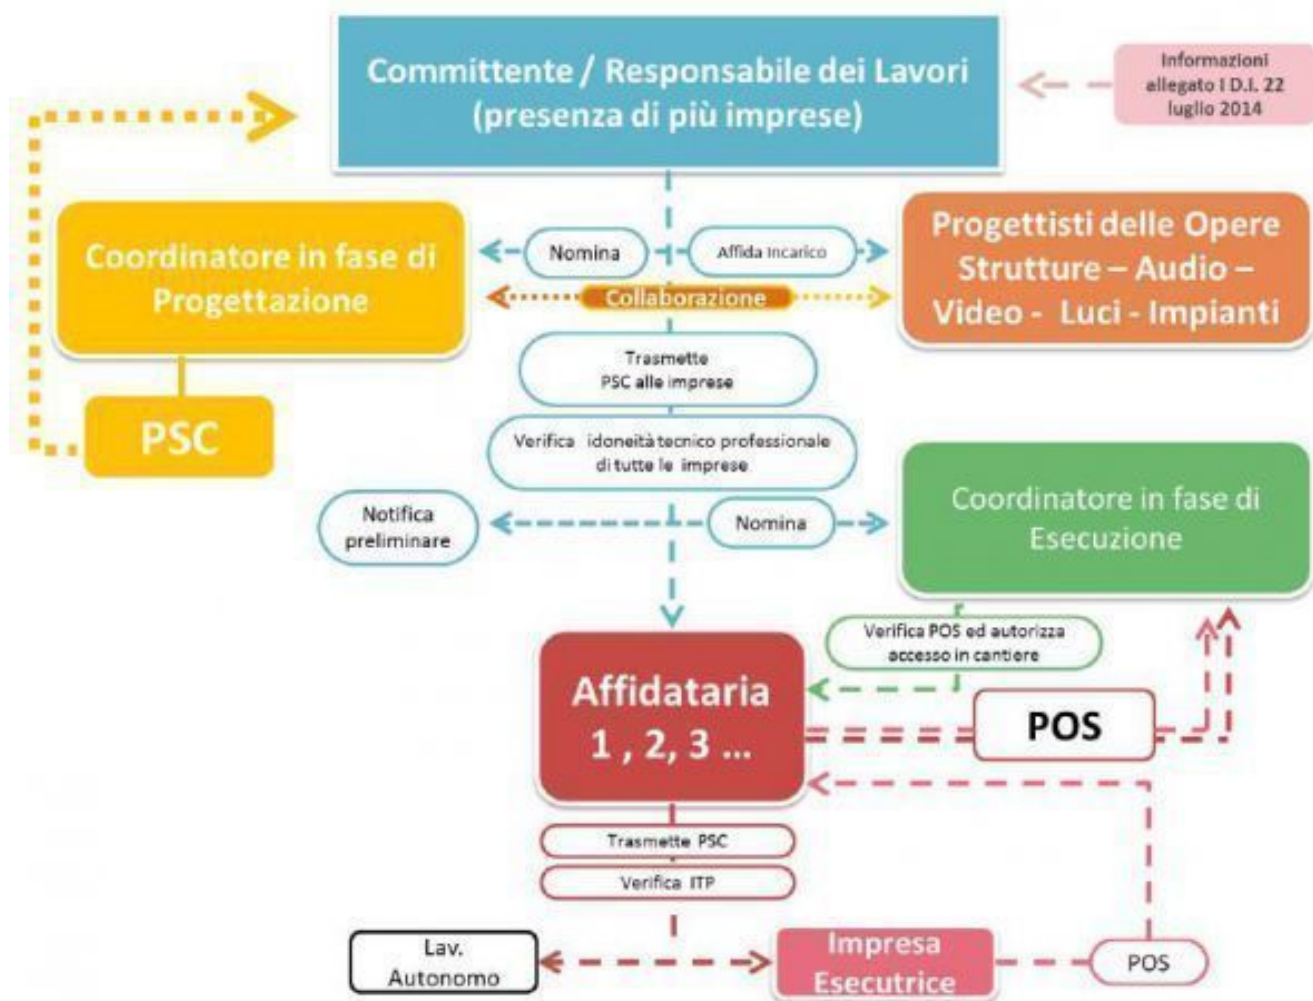 Committente / Responsabile dei Lavori
(presenza di più imprese)
Informazioni
allegato I D.I. 22
luglio 2014
Coordinatore in fase di
Progettazione
Nomina
Affida Incarico
Progettisti delle Opere
Strutture – Audio –
Video - Luci - Impianti
Collaborazione
Trasmette
PSC alle imprese
PSC
Verifica idoneità tecnico professionale
di tutte le imprese
Notifica
preliminare
Nomina
Coordinatore in fase di
Esecuzione
Verifica POS ed autorizza
accesso in cantiere
Affidataria
1 , 2, 3 ...
POS
Trasmette PSC
Verifica ITP
Lav.
Autonomo
Impresa
Esecutrice
POS